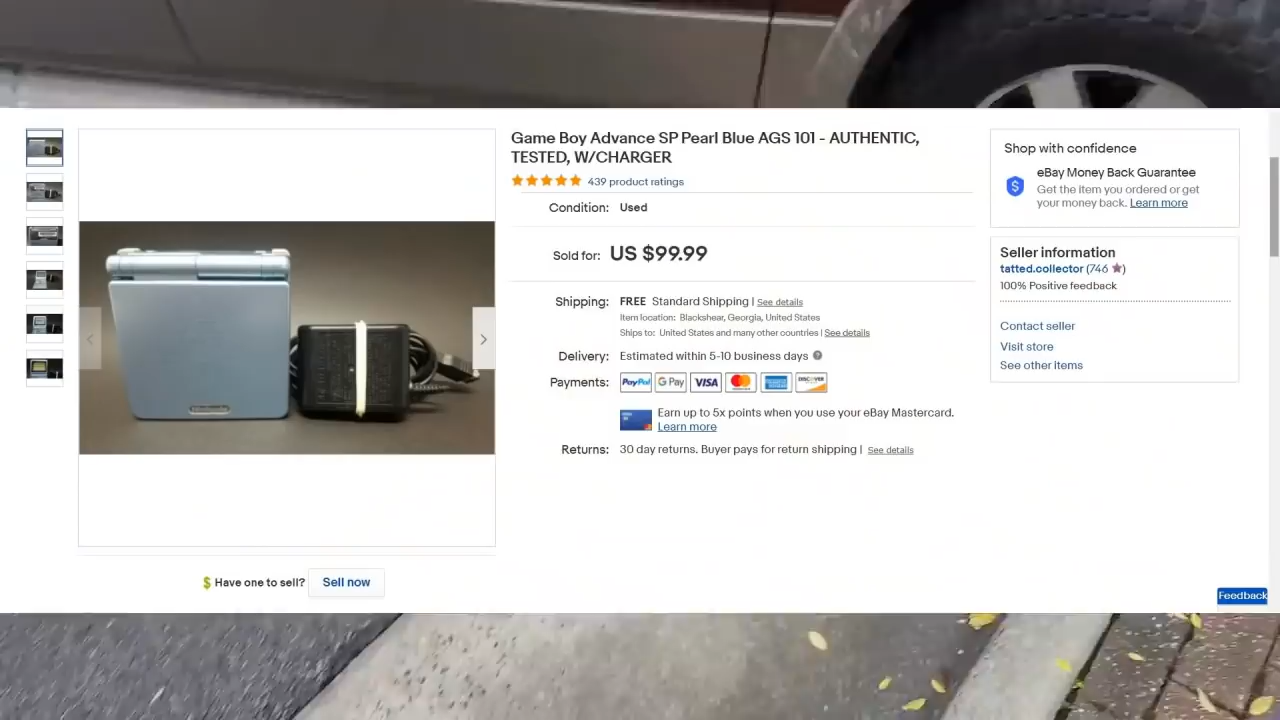 Game Boy Advance SP Pearl Blue AGS 101 - AUTHENTIC,
TESTED, W/CHARGER
439 product ratings
Condition: Used
Sold for: US $99.99
Shipping: FREE Standard Shipping | See details
Item location: Blackshear, Georgia, United States
Ships to: United States and many other countries | See details
Delivery: Estimated within 5-10 business days
Payments: PayPal G Pay VISA DISCOVER
Earn up to 5x points when you use your eBay Mastercard.
Learn more
Returns: 30 day returns. Buyer pays for return shipping | See details
Shop with confidence
eBay Money Back Guarantee
Get the item you ordered or get
your money back. Learn more
Seller information
tatted.collector (746)
100% Positive feedback
Contact seller
Visit store
See other items
$ Have one to sell? Sell now
Feedback